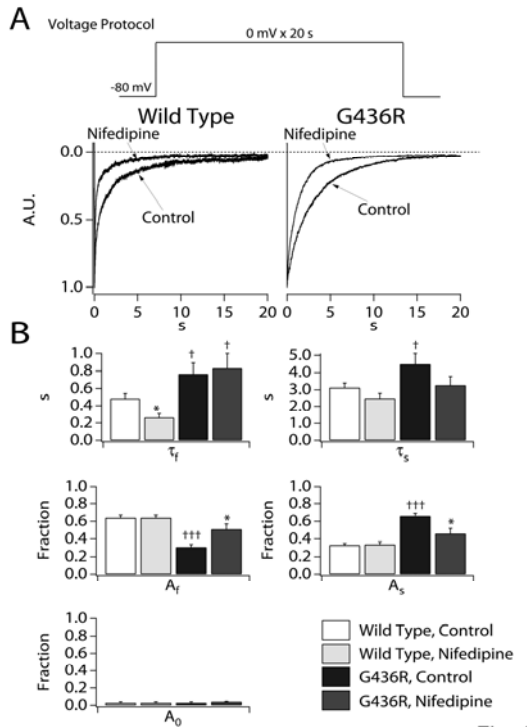 A
Voltage Protocol
0 mV x 20 s
-80 mV
Wild Type
G436R
Nifedipine
Nifedipine
0.0
0.5
1.0
A.U.
Control
Control
0 5 10 15 20
s
0 5 10 15 20
s
B
1.0
0.8
0.6
0.4
0.2
0.0
s
*
†
†
τf
5.0
4.0
3.0
2.0
1.0
0.0
s
†
τs
1.0
0.8
0.6
0.4
0.2
0.0
Fraction
†††
*
Af
1.0
0.8
0.6
0.4
0.2
0.0
Fraction
†††
*
As
1.0
0.8
0.6
0.4
0.2
0.0
Fraction
A0
Wild Type, Control
Wild Type, Nifedipine
G436R, Control
G436R, Nifedipine